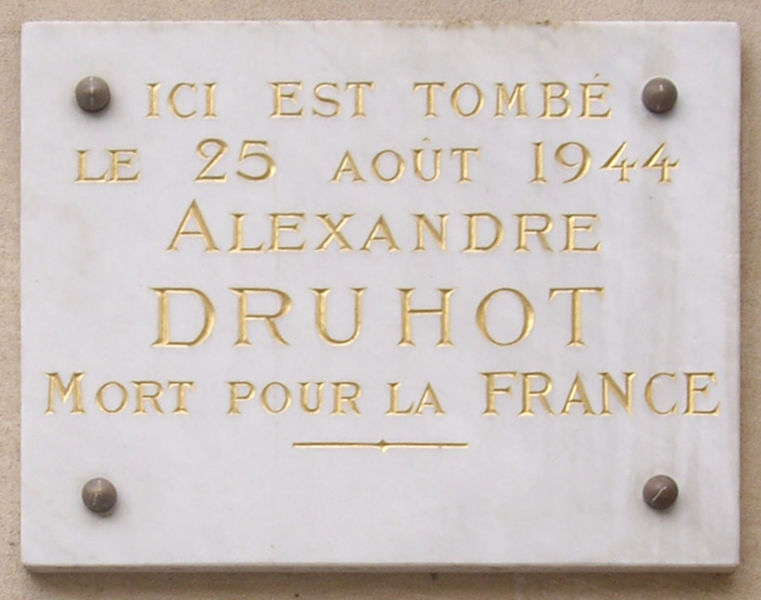 ICI EST TOMBÉ
LE 25 AOÛT 1944
ALEXANDRE
DRUHOT
MORT POUR LA FRANCE